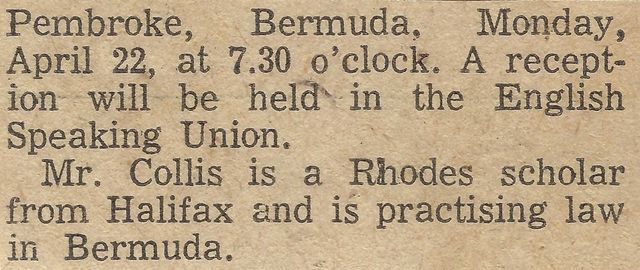 Pembroke, Bermuda, Monday,
April 22, at 7.30 o'clock. A recept-
ion will be held in the English
Speaking Union.
Mr. Collis is a Rhodes scholar
from Halifax and is practising law
in Bermuda.